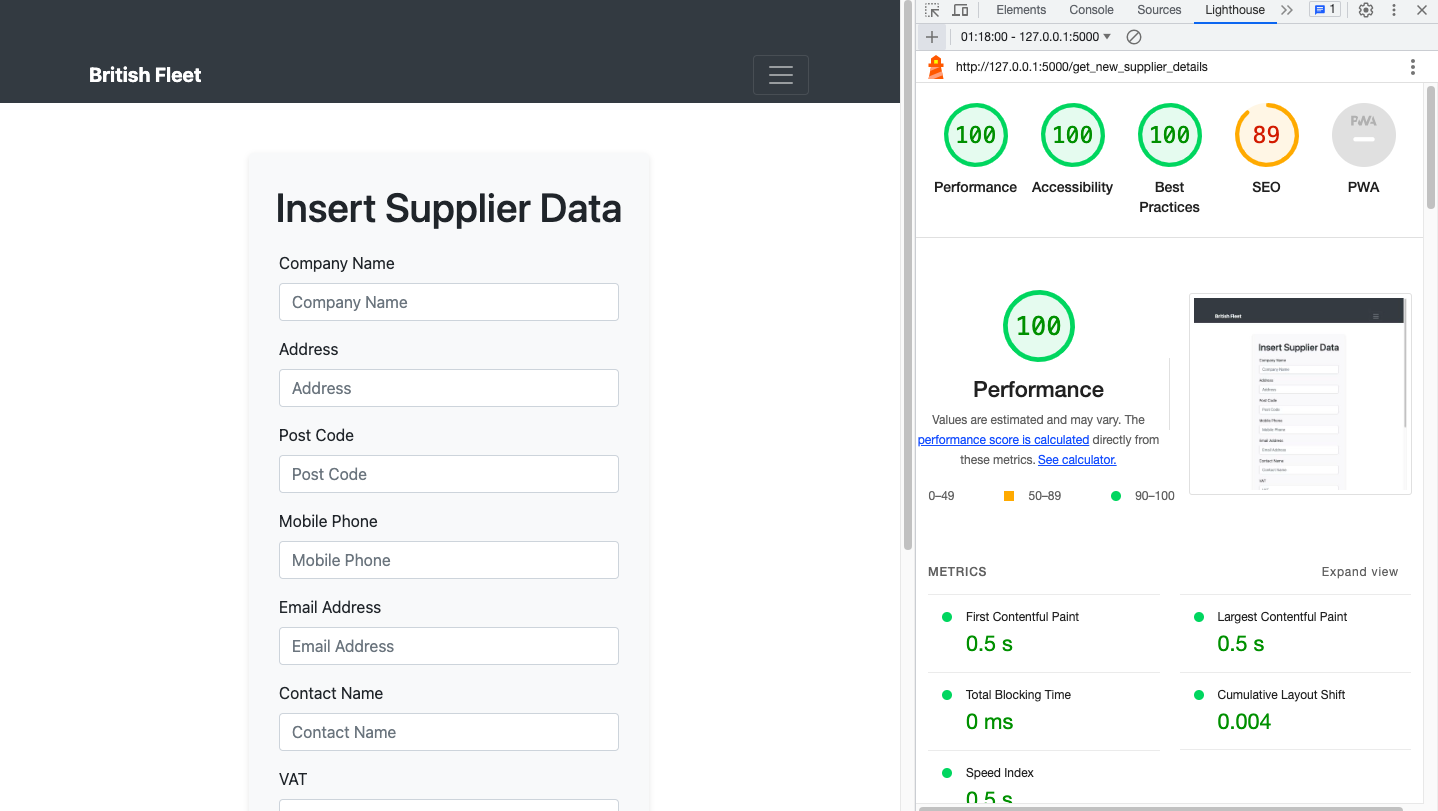 British Fleet
Insert Supplier Data
Company Name
Company Name
Address
Address
Post Code
Post Code
Mobile Phone
Mobile Phone
Email Address
Email Address
Contact Name
Contact Name
VAT
Elements Console Sources Lighthouse 1
01:18:00 - 127.0.0.1:5000
http://127.0.0.1:5000/get_new_supplier_details
100 100 100 89 PWA
Performance Accessibility Best Practices SEO PWA
100
Performance
Values are estimated and may vary. The
performance score is calculated directly from
these metrics. See calculator.
0–49 50–89 90–100
British Fleet
Insert Supplier Data
Company Name
Company Name
Address
Address
Post Code
Post Code
Mobile Phone
Mobile Phone
Email Address
Email Address
Contact Name
Contact Name
VAT
METRICS Expand view
First Contentful Paint
0.5 s
Largest Contentful Paint
0.5 s
Total Blocking Time
0 ms
Cumulative Layout Shift
0.004
Speed Index
0.5 s